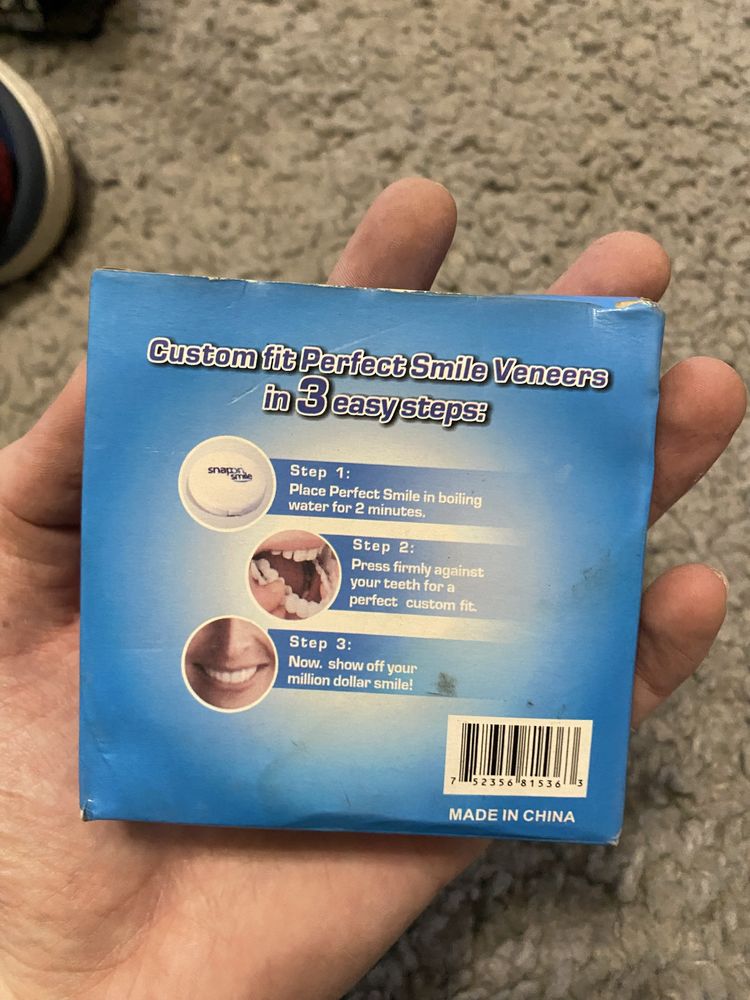 Custom fit Perfect Smile Veneers
in 3 easy steps:
snap on
smile
Step 1:
Place Perfect Smile in boiling
water for 2 minutes.
Step 2:
Press firmly against
your teeth for a
perfect custom fit.
Step 3:
Now. show off your
million dollar smile!
7 52356 81536 3
MADE IN CHINA